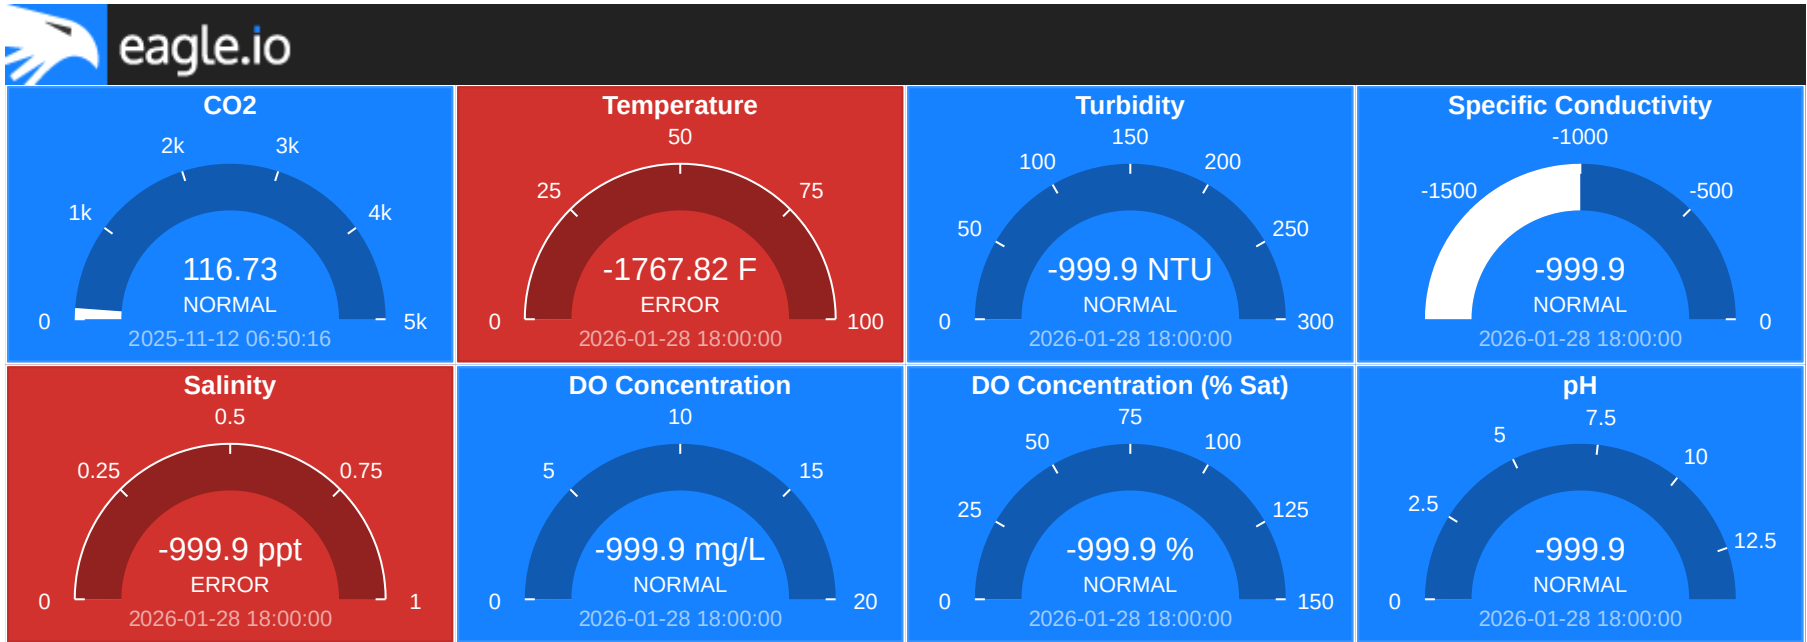 eagle.io
CO2
0
1k
2k
3k
4k
5k
116.73
NORMAL
2025-11-12 06:50:16
Temperature
0
25
50
75
100
-1767.82 F
ERROR
2026-01-28 18:00:00
Turbidity
0
50
100
150
200
250
300
-999.9 NTU
NORMAL
2026-01-28 18:00:00
Specific Conductivity
-1500
-1000
-500
0
-999.9
NORMAL
2026-01-28 18:00:00
Salinity
0
0.25
0.5
0.75
1
-999.9 ppt
ERROR
2026-01-28 18:00:00
DO Concentration
0
5
10
15
20
-999.9 mg/L
NORMAL
2026-01-28 18:00:00
DO Concentration (% Sat)
0
25
50
75
100
125
150
-999.9 %
NORMAL
2026-01-28 18:00:00
pH
0
2.5
5
7.5
10
12.5
-999.9
NORMAL
2026-01-28 18:00:00